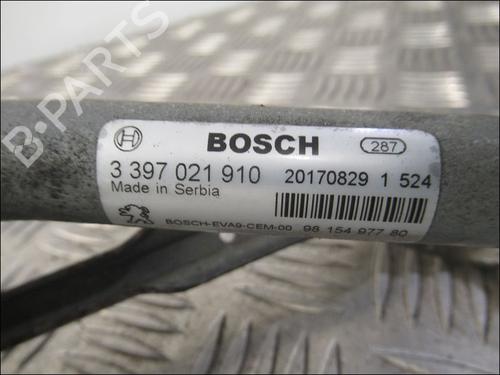 B-PARTS
BOSCH
287
3 397 021 910
20170829 1 524
Made in Serbia
BOSCH-EVA9-CEM-00 98 154 977 80